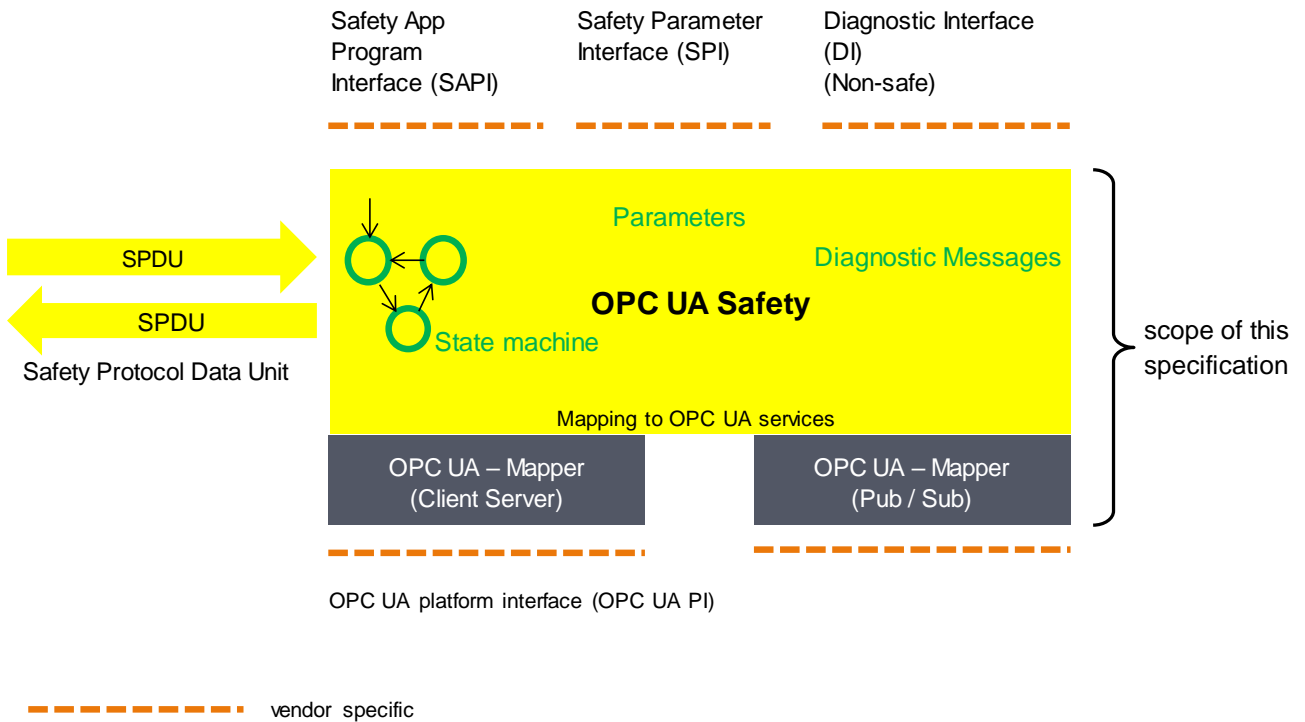 Safety App
Program
Interface (SAPI)
Safety Parameter
Interface (SPI)
Diagnostic Interface
(DI)
(Non-safe)
SPDU
SPDU
Safety Protocol Data Unit
Parameters
Diagnostic Messages
OPC UA Safety
State machine
Mapping to OPC UA services
OPC UA – Mapper
(Client Server)
OPC UA – Mapper
(Pub / Sub)
scope of this
specification
OPC UA platform interface (OPC UA PI)
vendor specific